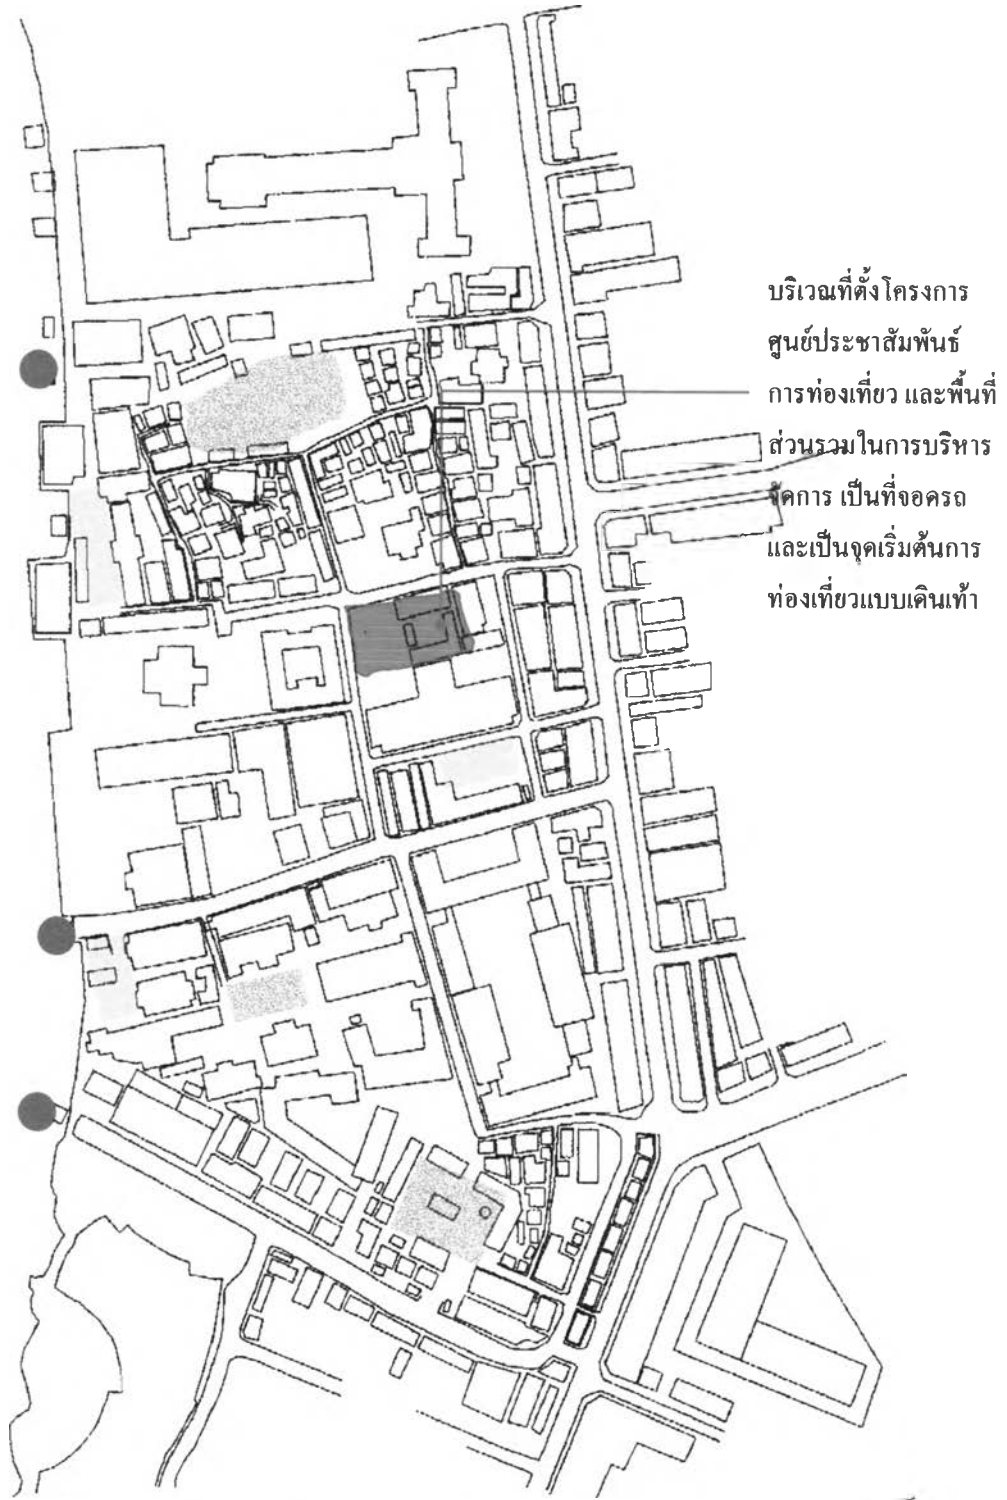 บริเวณที่ตั้งโครงการ
ศูนย์ประชาสัมพันธ์
การท่องเที่ยว และพื้นที่
ส่วนรวมในการบริหาร
จัดการ เป็นที่จอดรถ
และเป็นจุดเริ่มต้นการ
ท่องเที่ยวแบบเดินเท้า